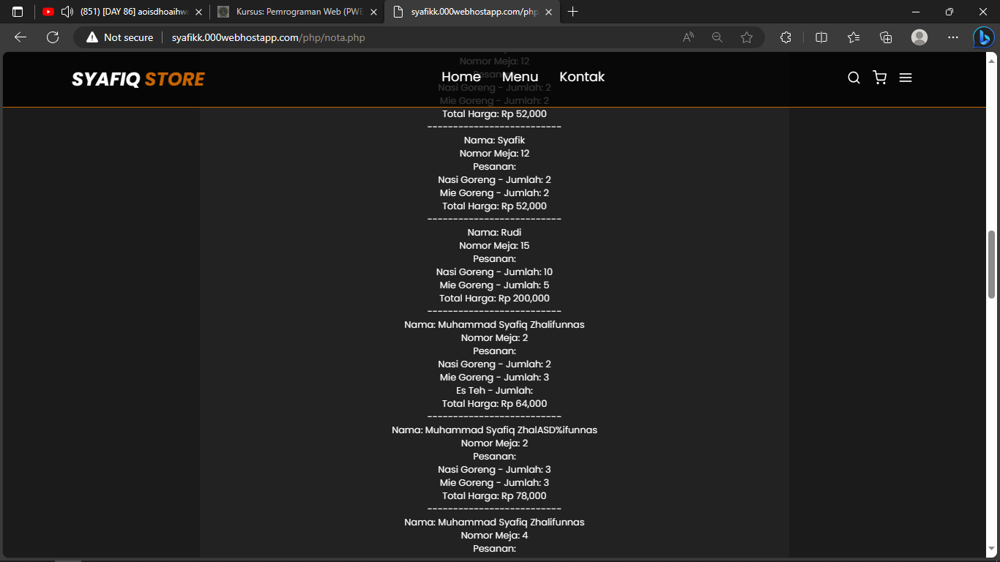 (851) [DAY 86] aoisdhoaihw
Kursus: Pemrograman Web (PWE
syafikk.000webhostapp.com/php
Not secure
syafikk.000webhostapp.com/php/nota.php
SYAFIQ STORE
Home
Menu
Kontak
Nomor Meja: 12
Pesanan:
Nasi Goreng - Jumlah: 2
Mie Goreng - Jumlah: 2
Total Harga: Rp 52,000
--------------------------
Nama: Syafik
Nomor Meja: 12
Pesanan:
Nasi Goreng - Jumlah: 2
Mie Goreng - Jumlah: 2
Total Harga: Rp 52,000
--------------------------
Nama: Rudi
Nomor Meja: 15
Pesanan:
Nasi Goreng - Jumlah: 10
Mie Goreng - Jumlah: 5
Total Harga: Rp 200,000
--------------------------
Nama: Muhammad Syafiq Zhalifunnas
Nomor Meja: 2
Pesanan:
Nasi Goreng - Jumlah: 2
Mie Goreng - Jumlah: 3
Es Teh - Jumlah:
Total Harga: Rp 64,000
--------------------------
Nama: Muhammad Syafiq ZhalASD%ifunnas
Nomor Meja: 2
Pesanan:
Nasi Goreng - Jumlah: 3
Mie Goreng - Jumlah: 3
Total Harga: Rp 78,000
--------------------------
Nama: Muhammad Syafiq Zhalifunnas
Nomor Meja: 4
Pesanan: